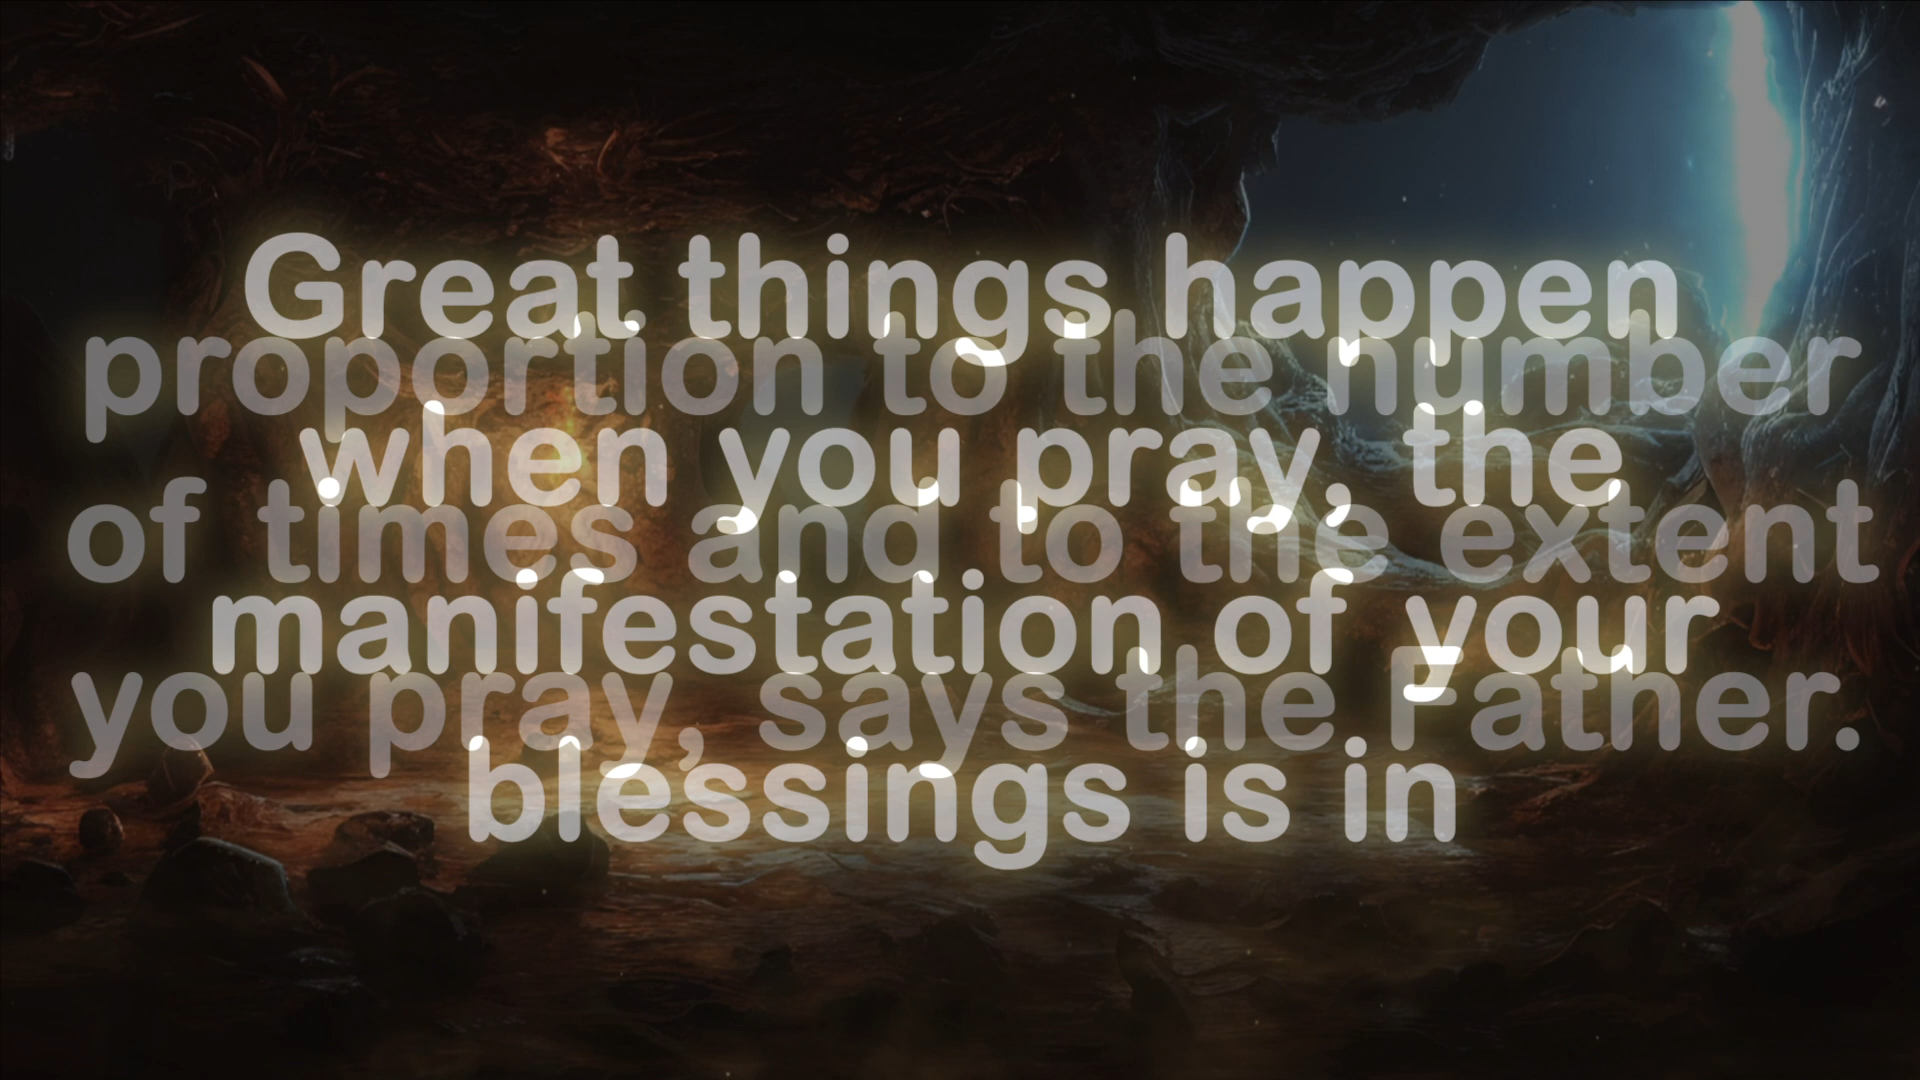 Great things happen
when you pray, the
manifestation of your
blessings is in
proportion to the number
of times and to the extent
you pray, says the Father.